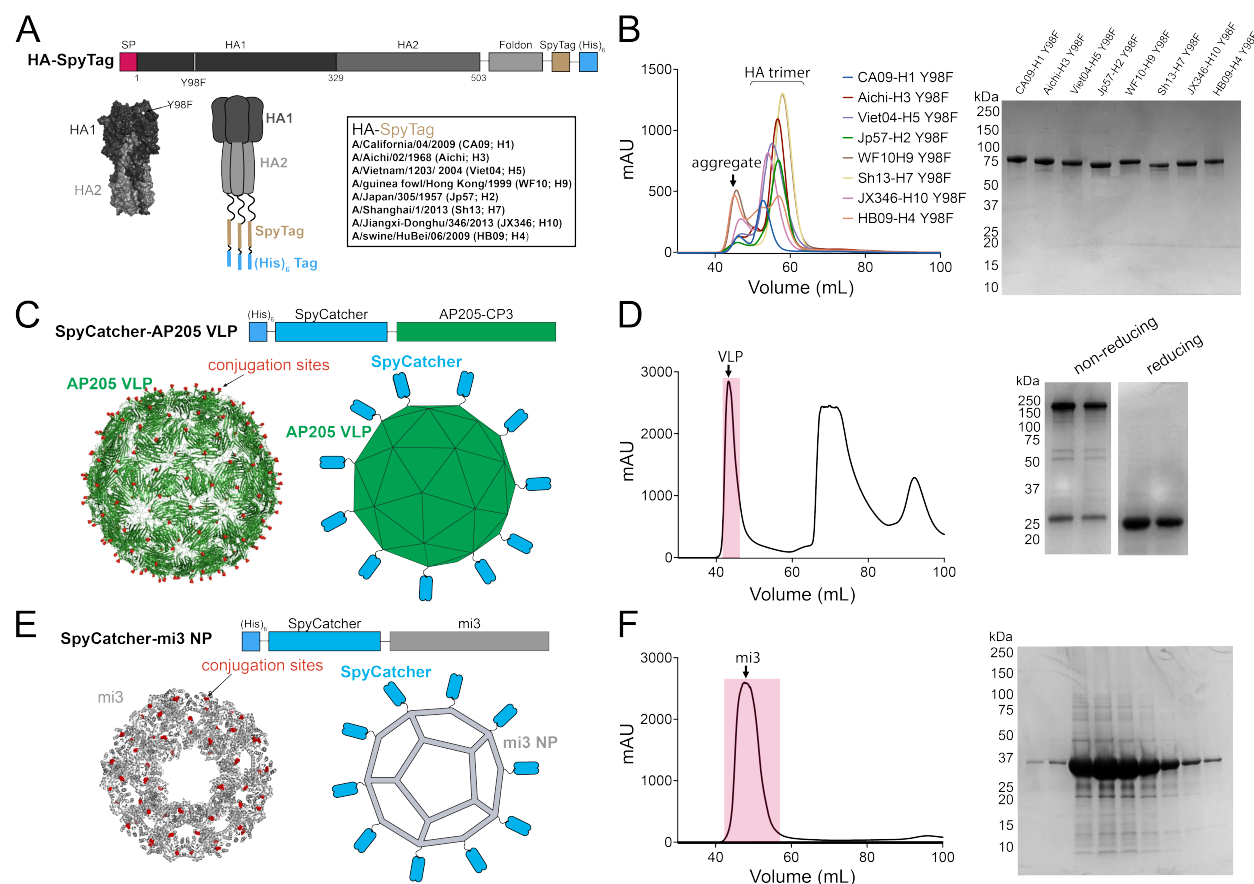 A
HA-SpyTag
SP
HA1
HA2
Foldon
SpyTag
(His)6
1
Y98F
329
503
Y98F
HA1
HA2
HA1
HA2
SpyTag
(His)6 Tag
HA-SpyTag
A/California/04/2009 (CA09; H1)
A/Aichi/02/1968 (Aichi; H3)
A/Vietnam/1203/ 2004 (Viet04; H5)
A/guinea fowl/Hong Kong/1999 (WF10; H9)
A/Japan/305/1957 (Jp57; H2)
A/Shanghai/1/2013 (Sh13; H7)
A/Jiangxi-Donghu/346/2013 (JX346; H10)
A/swine/HuBei/06/2009 (HB09; H4)
B
1500
1000
500
0
mAU
40
60
80
100
Volume (mL)
HA trimer
aggregate
CA09-H1 Y98F
Aichi-H3 Y98F
Viet04-H5 Y98F
Jp57-H2 Y98F
WF10H9 Y98F
Sh13-H7 Y98F
JX346-H10 Y98F
HB09-H4 Y98F
CA09-H1 Y98F
Aichi-H3 Y98F
Viet04-H5 Y98F
Jp57-H2 Y98F
WF10-H9 Y98F
Sh13-H7 Y98F
JX346-H10 Y98F
HB09-H4 Y98F
kDa
250
150
100
75
50
37
25
20
15
10
C
SpyCatcher-AP205 VLP
(His)6
SpyCatcher
AP205-CP3
conjugation sites
AP205 VLP
SpyCatcher
AP205 VLP
D
3000
2000
1000
0
mAU
VLP
40
60
80
100
Volume (mL)
non-reducing
reducing
kDa
250
150
100
75
50
37
25
20
E
SpyCatcher-mi3 NP
(His)6
SpyCatcher
mi3
conjugation sites
mi3
SpyCatcher
mi3 NP
F
3000
2000
1000
0
mAU
mi3
40
60
80
100
Volume (mL)
kDa
250
150
100
75
50
37
25
20
15
10